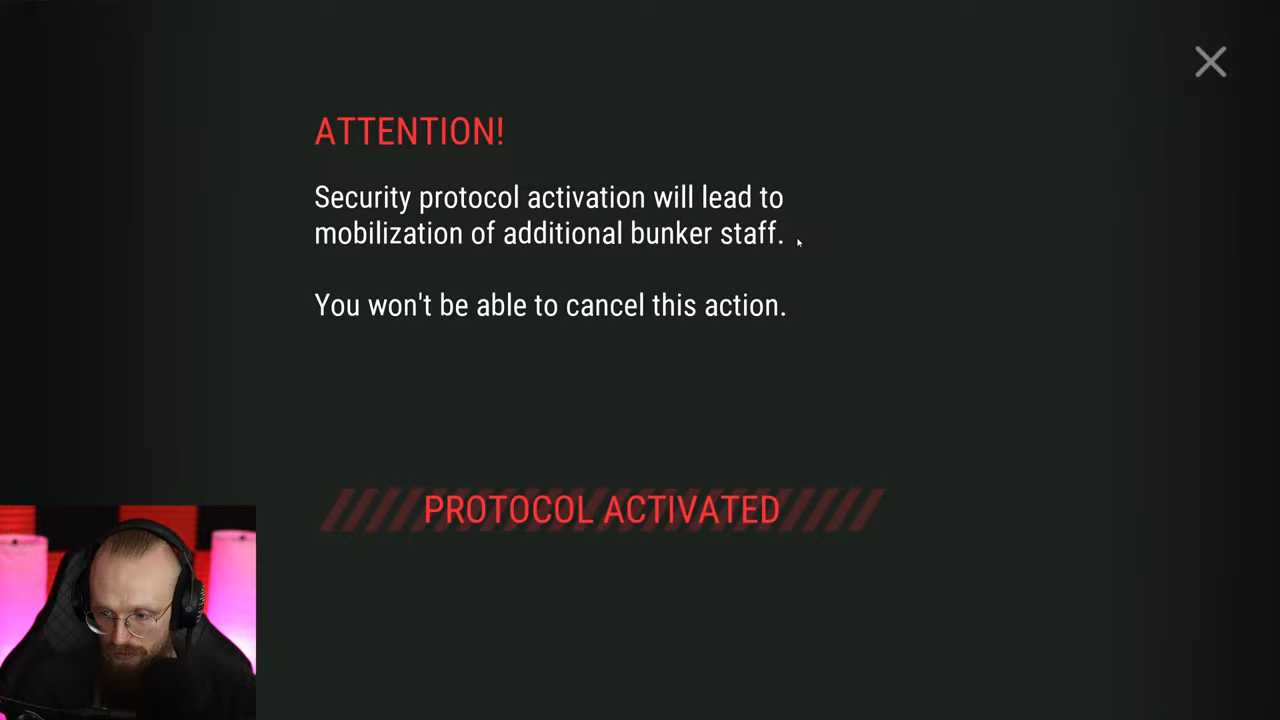 ATTENTION!
Security protocol activation will lead to
mobilization of additional bunker staff.
You won't be able to cancel this action.
PROTOCOL ACTIVATED